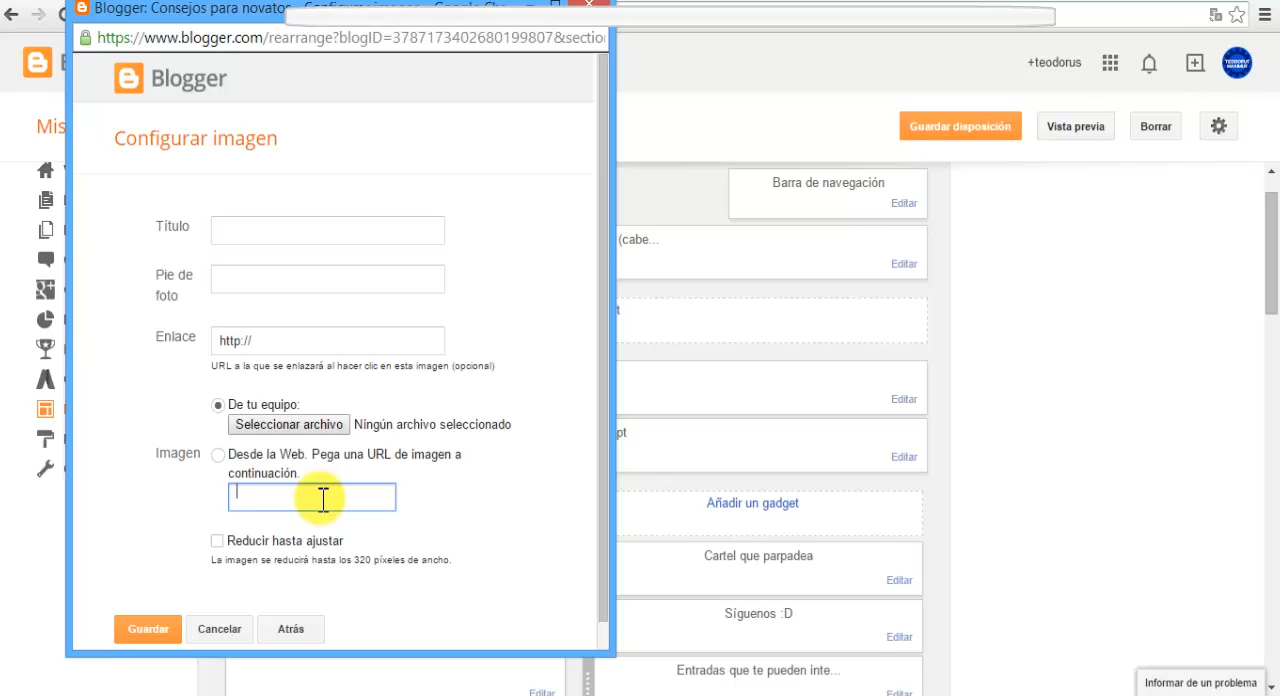 Blogger: Consejos para novatos
https://www.blogger.com/rearrange?blogID=3787173402680199807&sectio
Blogger
Configurar imagen
Título
Pie de
foto
Enlace
http://
URL a la que se enlazará al hacer clic en esta imagen (opcional)
Imagen
De tu equipo:
Seleccionar archivo Ningún archivo seleccionado
Desde la Web. Pega una URL de imagen a
continuación.
Reducir hasta ajustar
La imagen se reducirá hasta los 320 píxeles de ancho.
Guardar
Cancelar
Atrás
Mis
+teodorus
Guardar disposición
Vista previa
Borrar
Barra de navegación
Editar
(cabe...
Editar
Editar
pt
Editar
Añadir un gadget
Cartel que parpadea
Editar
Síguenos :D
Editar
Entradas que te pueden inte...
Editar
Editar
Informar de un problema